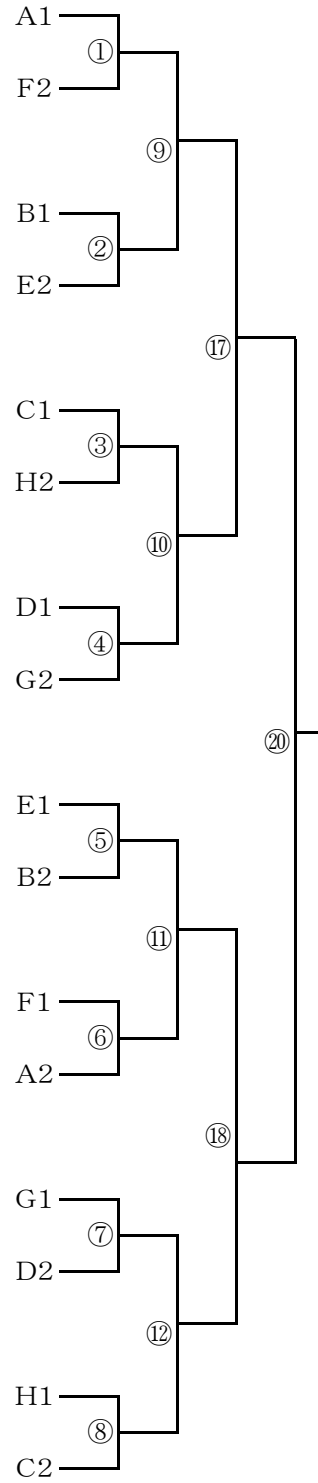 A1
①
F2
⑨
B1
②
E2
⑰
C1
③
H2
⑩
D1
④
G2
⑳
E1
⑤
B2
⑪
F1
⑥
A2
⑱
G1
⑦
D2
⑫
H1
⑧
C2